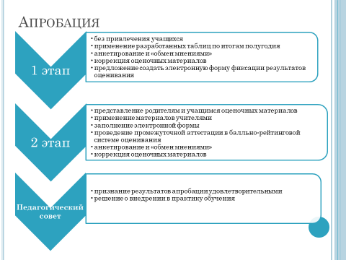 Апробация
1 этап
• без привлечения учащихся
• применение разработанных таблиц по итогам полугодия
• анкетирование и «обмен мнениями»
• коррекция оценочных материалов
• предложение создать электронную форму фиксации результатов
оценивания
2 этап
• представление родителям и учащимся оценочных материалов
• применение материалов учителями
• заполнение электронной формы
• проведение промежуточной аттестации в балльно-рейтинговой
системе оценивания
• анкетирование и «обмен мнениями»
• коррекция оценочных материалов
Педагогический
совет
• признание результатов апробации удовлетворительными
• решение о внедрении в практику обучения